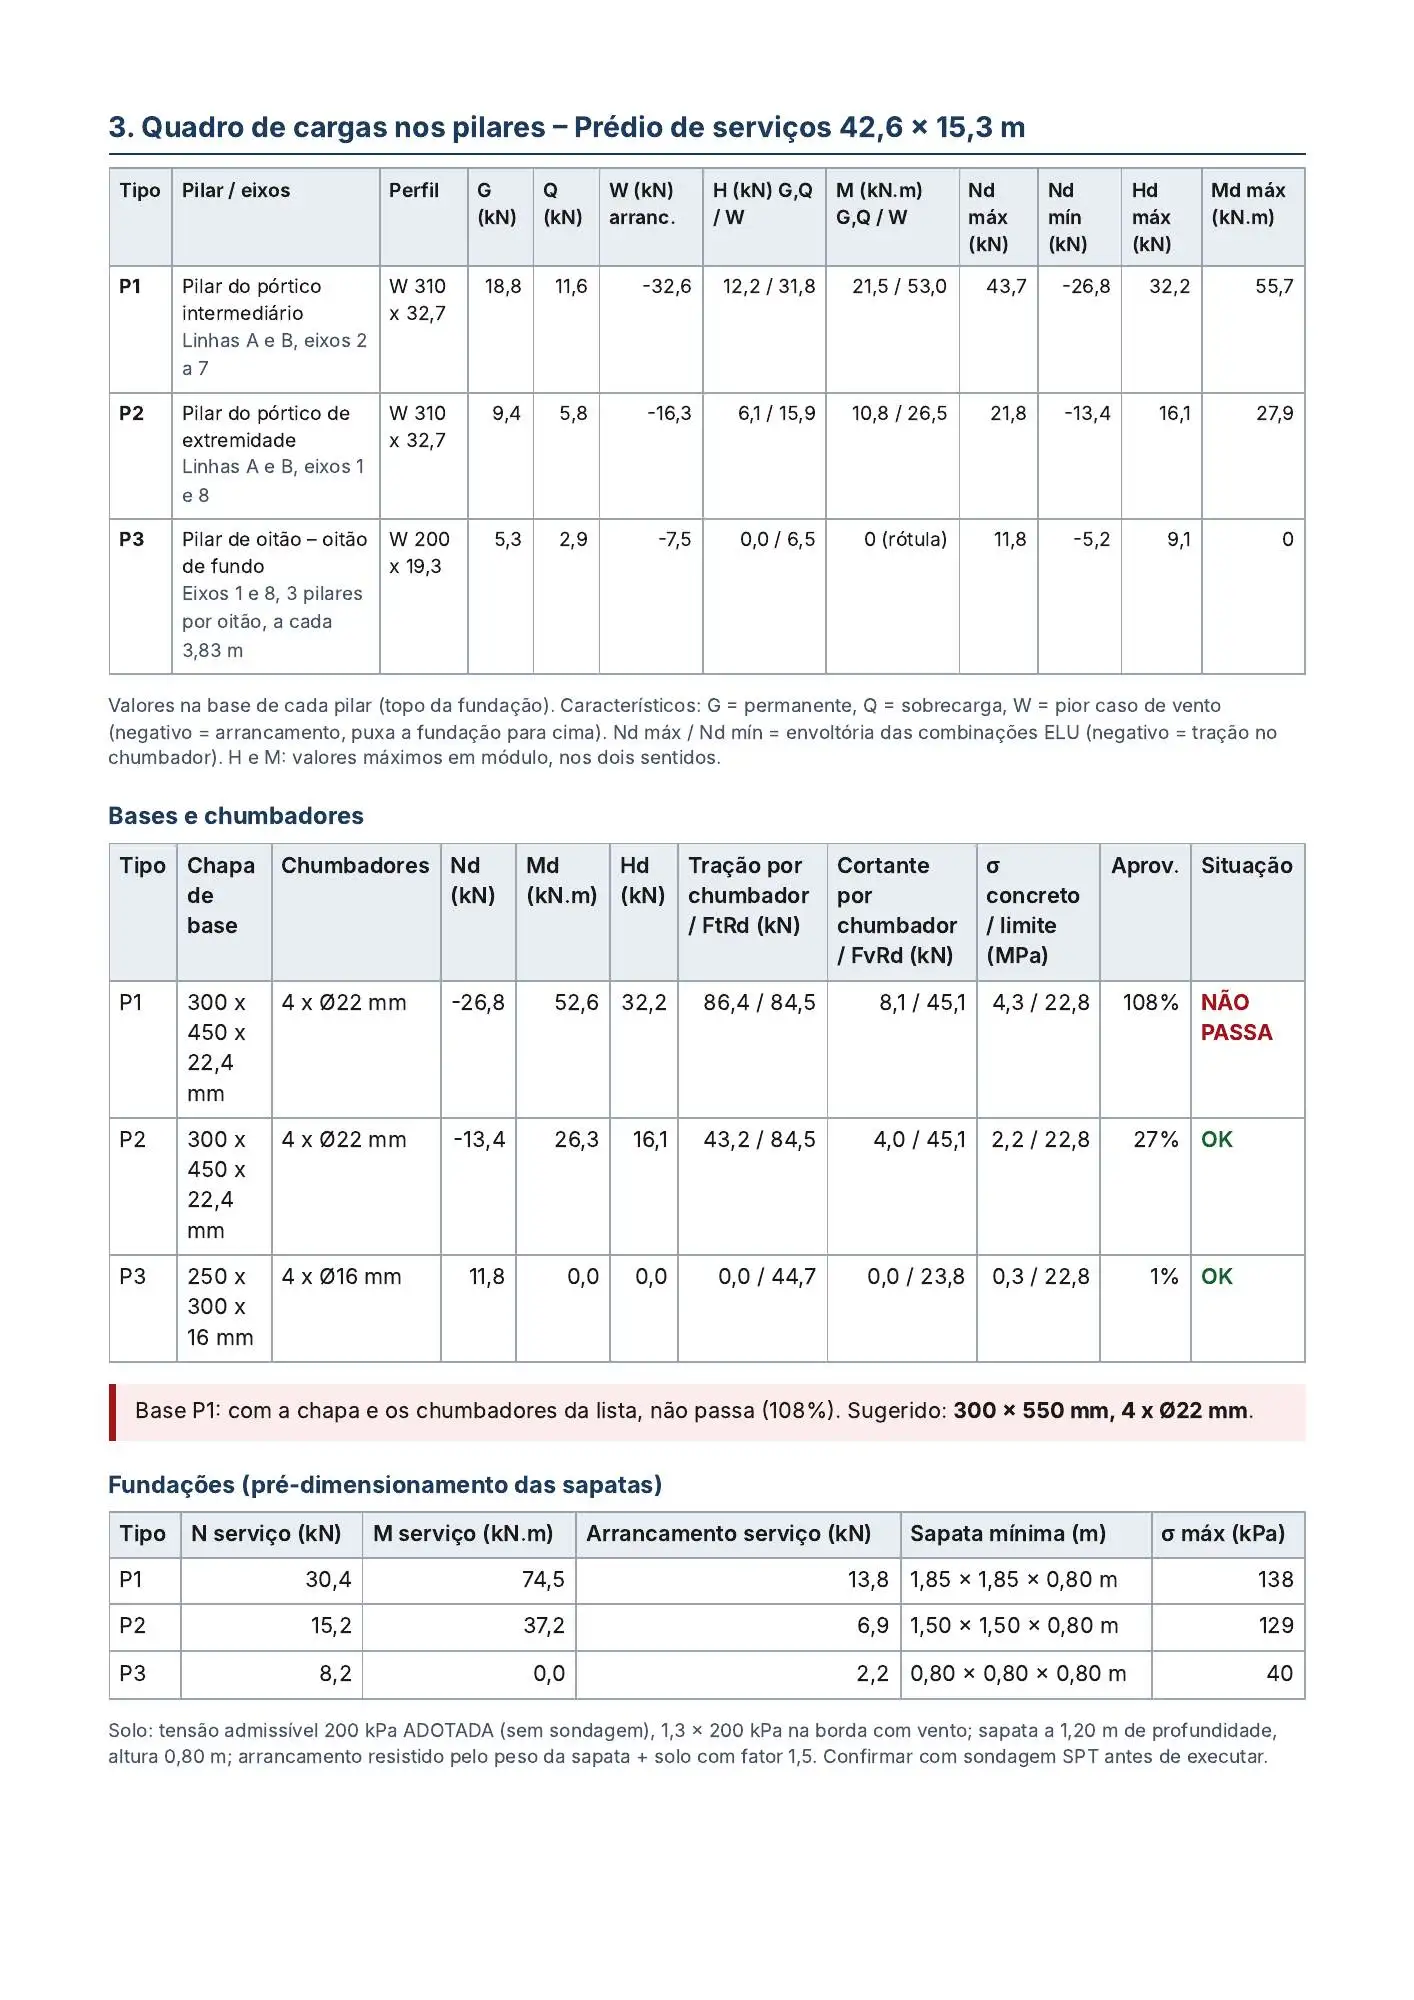 3. Quadro de cargas nos pilares – Prédio de serviços 42,6 × 15,3 m
Tipo Pilar / eixos Perfil G (kN) Q (kN) W (kN) arranc. H (kN) G,Q / W M (kN.m) G,Q / W Nd máx (kN) Nd mín (kN) Hd máx (kN) Md máx (kN.m)
P1 Pilar do pórtico intermediário Linhas A e B, eixos 2 a 7 W 310 x 32,7 18,8 11,6 -32,6 12,2 / 31,8 21,5 / 53,0 43,7 -26,8 32,2 55,7
P2 Pilar do pórtico de extremidade Linhas A e B, eixos 1 e 8 W 310 x 32,7 9,4 5,8 -16,3 6,1 / 15,9 10,8 / 26,5 21,8 -13,4 16,1 27,9
P3 Pilar de oitão – oitão de fundo Eixos 1 e 8, 3 pilares por oitão, a cada 3,83 m W 200 x 19,3 5,3 2,9 -7,5 0,0 / 6,5 0 (rótula) 11,8 -5,2 9,1 0
Valores na base de cada pilar (topo da fundação). Característicos: G = permanente, Q = sobrecarga, W = pior caso de vento
(negativo = arrancamento, puxa a fundação para cima). Nd máx / Nd mín = envoltória das combinações ELU (negativo = tração no
chumbador). H e M: valores máximos em módulo, nos dois sentidos.
Bases e chumbadores
Tipo Chapa de base Chumbadores Nd (kN) Md (kN.m) Hd (kN) Tração por chumbador / FtRd (kN) Cortante por chumbador / FvRd (kN) σ concreto / limite (MPa) Aprov. Situação
P1 300 x 450 x 22,4 mm 4 x Ø22 mm -26,8 52,6 32,2 86,4 / 84,5 8,1 / 45,1 4,3 / 22,8 108% NÃO PASSA
P2 300 x 450 x 22,4 mm 4 x Ø22 mm -13,4 26,3 16,1 43,2 / 84,5 4,0 / 45,1 2,2 / 22,8 27% OK
P3 250 x 300 x 16 mm 4 x Ø16 mm 11,8 0,0 0,0 0,0 / 44,7 0,0 / 23,8 0,3 / 22,8 1% OK
Base P1: com a chapa e os chumbadores da lista, não passa (108%). Sugerido: 300 × 550 mm, 4 x Ø22 mm.
Fundações (pré-dimensionamento das sapatas)
Tipo N serviço (kN) M serviço (kN.m) Arrancamento serviço (kN) Sapata mínima (m) σ máx (kPa)
P1 30,4 74,5 13,8 1,85 × 1,85 × 0,80 m 138
P2 15,2 37,2 6,9 1,50 × 1,50 × 0,80 m 129
P3 8,2 0,0 2,2 0,80 × 0,80 × 0,80 m 40
Solo: tensão admissível 200 kPa ADOTADA (sem sondagem), 1,3 × 200 kPa na borda com vento; sapata a 1,20 m de profundidade,
altura 0,80 m; arrancamento resistido pelo peso da sapata + solo com fator 1,5. Confirmar com sondagem SPT antes de executar.